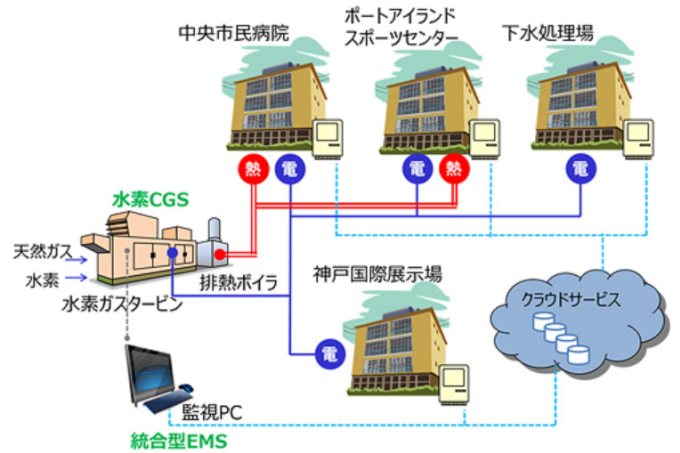 中央市民病院
ポートアイランド
スポーツセンター
下水処理場
熱
電
電
熱
電
水素CGS
天然ガス
水素
排熱ボイラ
水素ガスタービン
神戸国際展示場
クラウドサービス
電
監視PC
統合型EMS